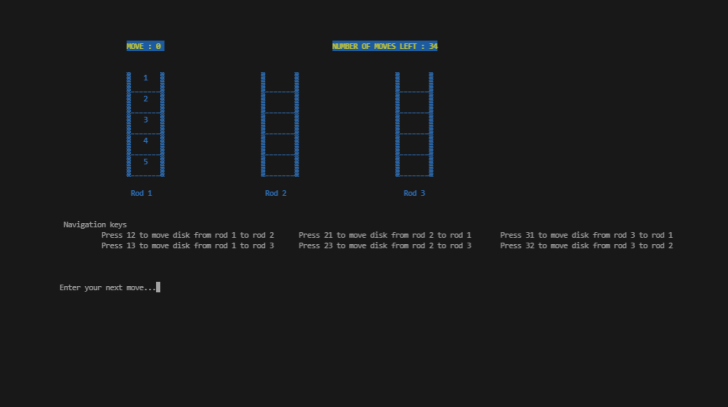 MOVE : 0 NUMBER OF MOVES LEFT : 34
1
2
3
4
5
Rod 1 Rod 2 Rod 3
Navigation keys
Press 12 to move disk from rod 1 to rod 2 Press 21 to move disk from rod 2 to rod 1 Press 31 to move disk from rod 3 to rod 1
Press 13 to move disk from rod 1 to rod 3 Press 23 to move disk from rod 2 to rod 3 Press 32 to move disk from rod 3 to rod 2
Enter your next move...